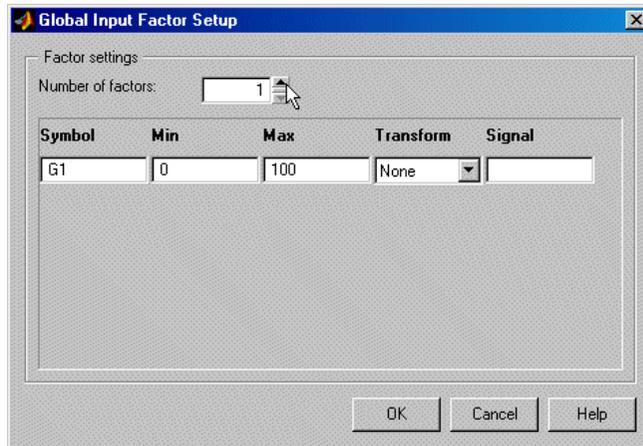 Global Input Factor Setup
Factor settings
Number of factors: 1
Symbol Min Max Transform Signal
G1 0 100 None
OK Cancel Help